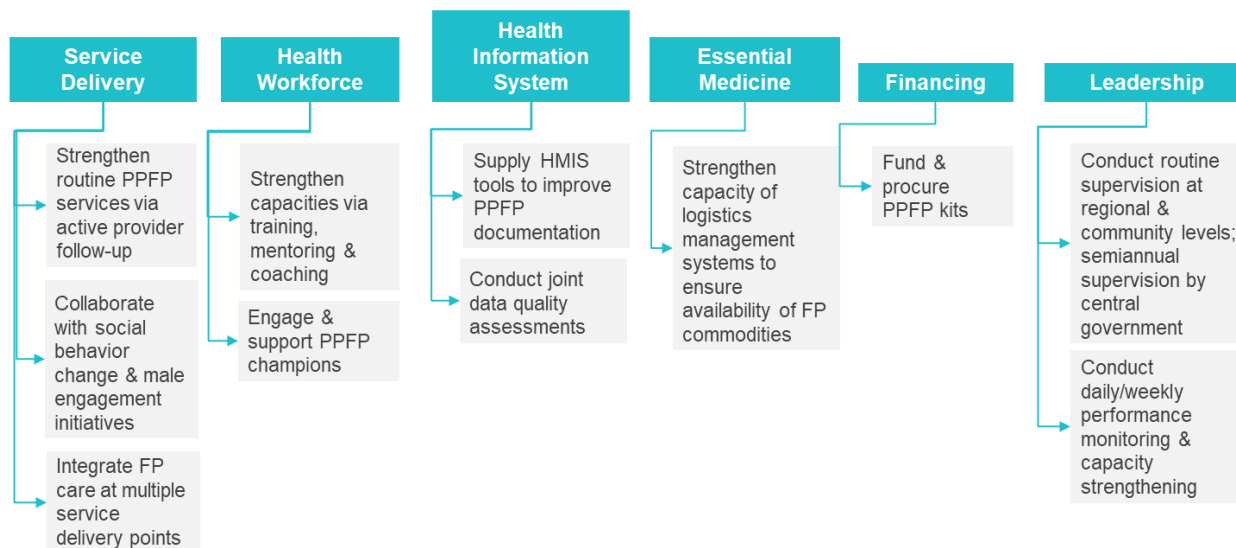 Service
Delivery
Strengthen
routine PPFP
services via
active provider
follow-up
Collaborate
with social
behavior
change & male
engagement
initiatives
Integrate FP
care at multiple
service
delivery points
Health
Workforce
Strengthen
capacities via
training,
mentoring &
coaching
Engage &
support PPFP
champions
Health
Information
System
Supply HMIS
tools to improve
PPFP
documentation
Conduct joint
data quality
assessments
Essential
Medicine
Strengthen
capacity of
logistics
management
systems to
ensure
availability of FP
commodities
Financing
Fund &
procure
PPFP kits
Leadership
Conduct routine
supervision at
regional &
community levels;
semiannual
supervision by
central
government
Conduct
daily/weekly
performance
monitoring &
capacity
strengthening